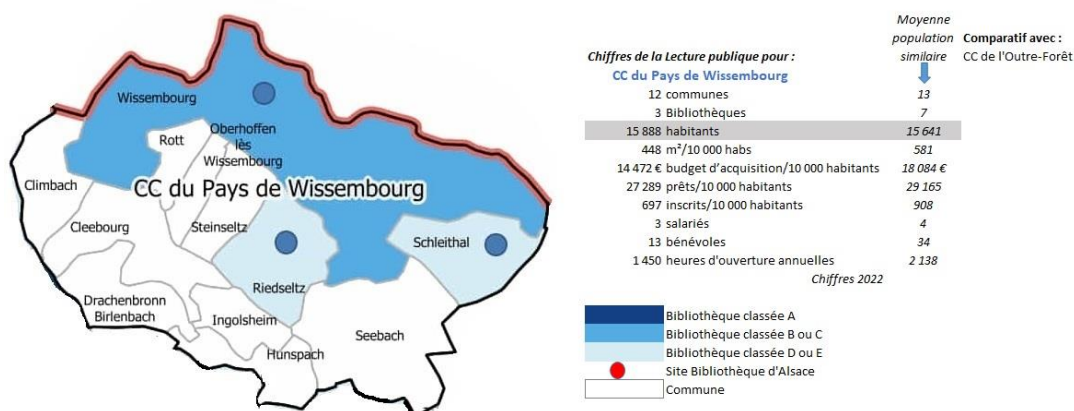 Wissembourg
Oberhoffen
lès
Wissembourg
Rott
Climbach
CC du Pays de Wissembourg
Cleebourg
Steinseltz
Schleithal
Riedseltz
Drachenbronn
Birlenbach
Ingolsheim
Seebach
Hunspach
Moyenne
population
similaire
Comparatif avec :
CC de l'Outre-Forêt
Chiffres de la Lecture publique pour :
CC du Pays de Wissembourg
12 communes 13
3 Bibliothèques 7
15 888 habitants 15 641
448 m²/10 000 habs 581
14 472 € budget d'acquisition/10 000 habitants 18 084 €
27 289 prêts/10 000 habitants 29 165
697 inscrits/10 000 habitants 908
3 salariés 4
13 bénévoles 34
1 450 heures d'ouverture annuelles 2 138
Chiffres 2022
Bibliothèque classée A
Bibliothèque classée B ou C
Bibliothèque classée D ou E
Site Bibliothèque d'Alsace
Commune